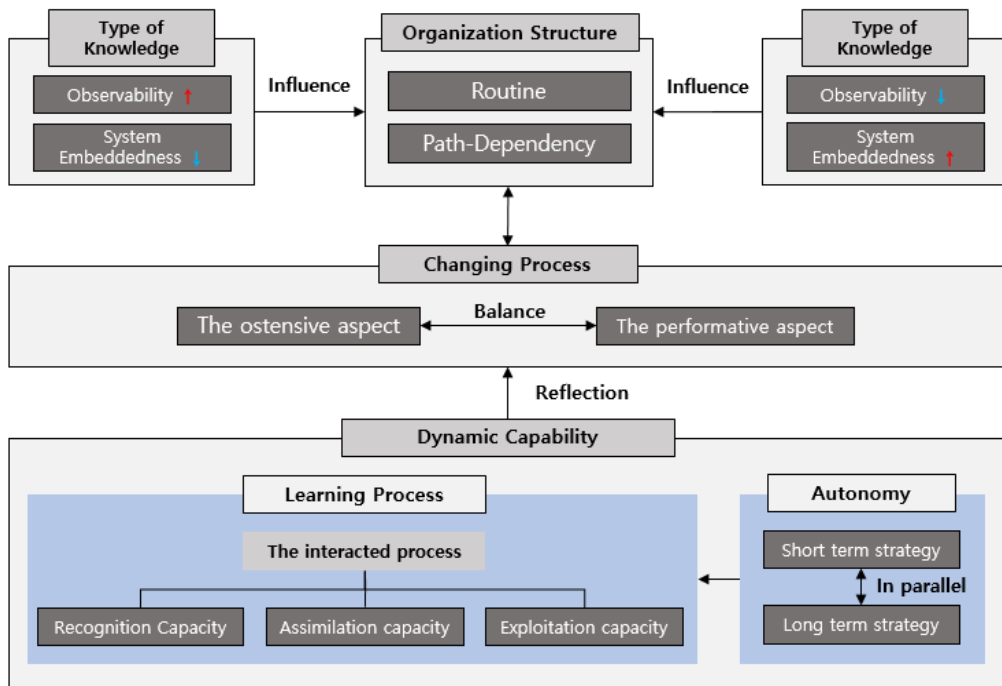 Type of
Knowledge
Observability ↑
System
Embeddedness ↓
Influence
Organization Structure
Routine
Path-Dependency
Influence
Type of
Knowledge
Observability ↓
System
Embeddedness ↑
Changing Process
The ostensive aspect
Balance
The performative aspect
Reflection
Dynamic Capability
Learning Process
The interacted process
Recognition Capacity
Assimilation capacity
Exploitation capacity
Autonomy
Short term strategy
In parallel
Long term strategy